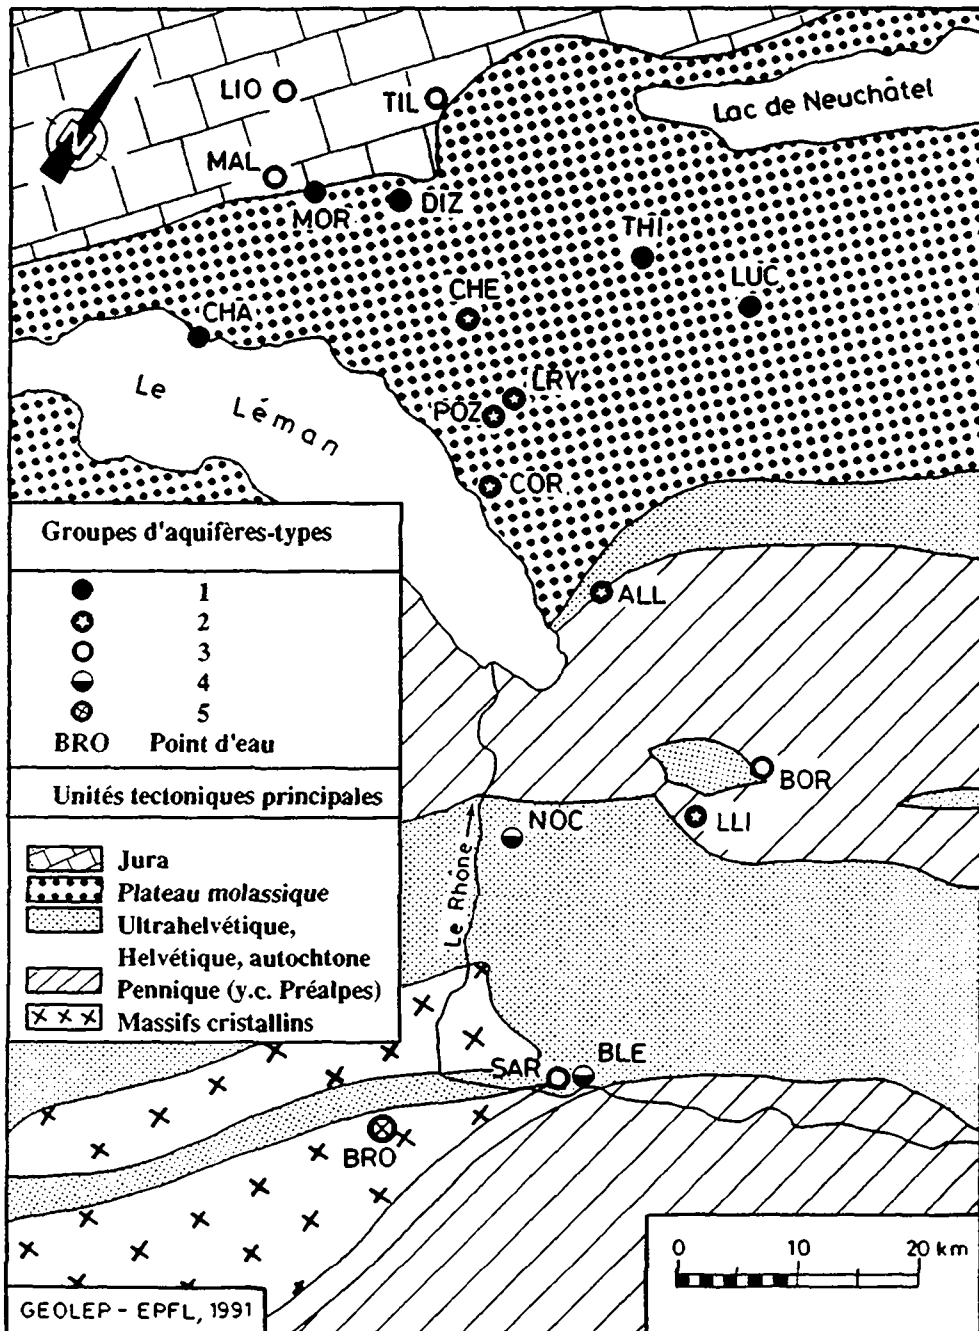 LIO
TIL
Lac de Neuchâtel
N
MAL
MOR
DIZ
THI
LUC
CHE
CHA
Le Léman
LRY
POZ
COR
Groupes d'aquifères-types
1
2
3
4
5
BRO Point d'eau
ALL
BOR
LLI
NOC
Le Rhône
Unités tectoniques principales
Jura
Plateau molassique
Ultrahelvétique,
Helvétique, autochtone
Pennique (y.c. Préalpes)
Massifs cristallins
SAR
BLE
BRO
0 10 20 km
GEOLEP - EPFL, 1991